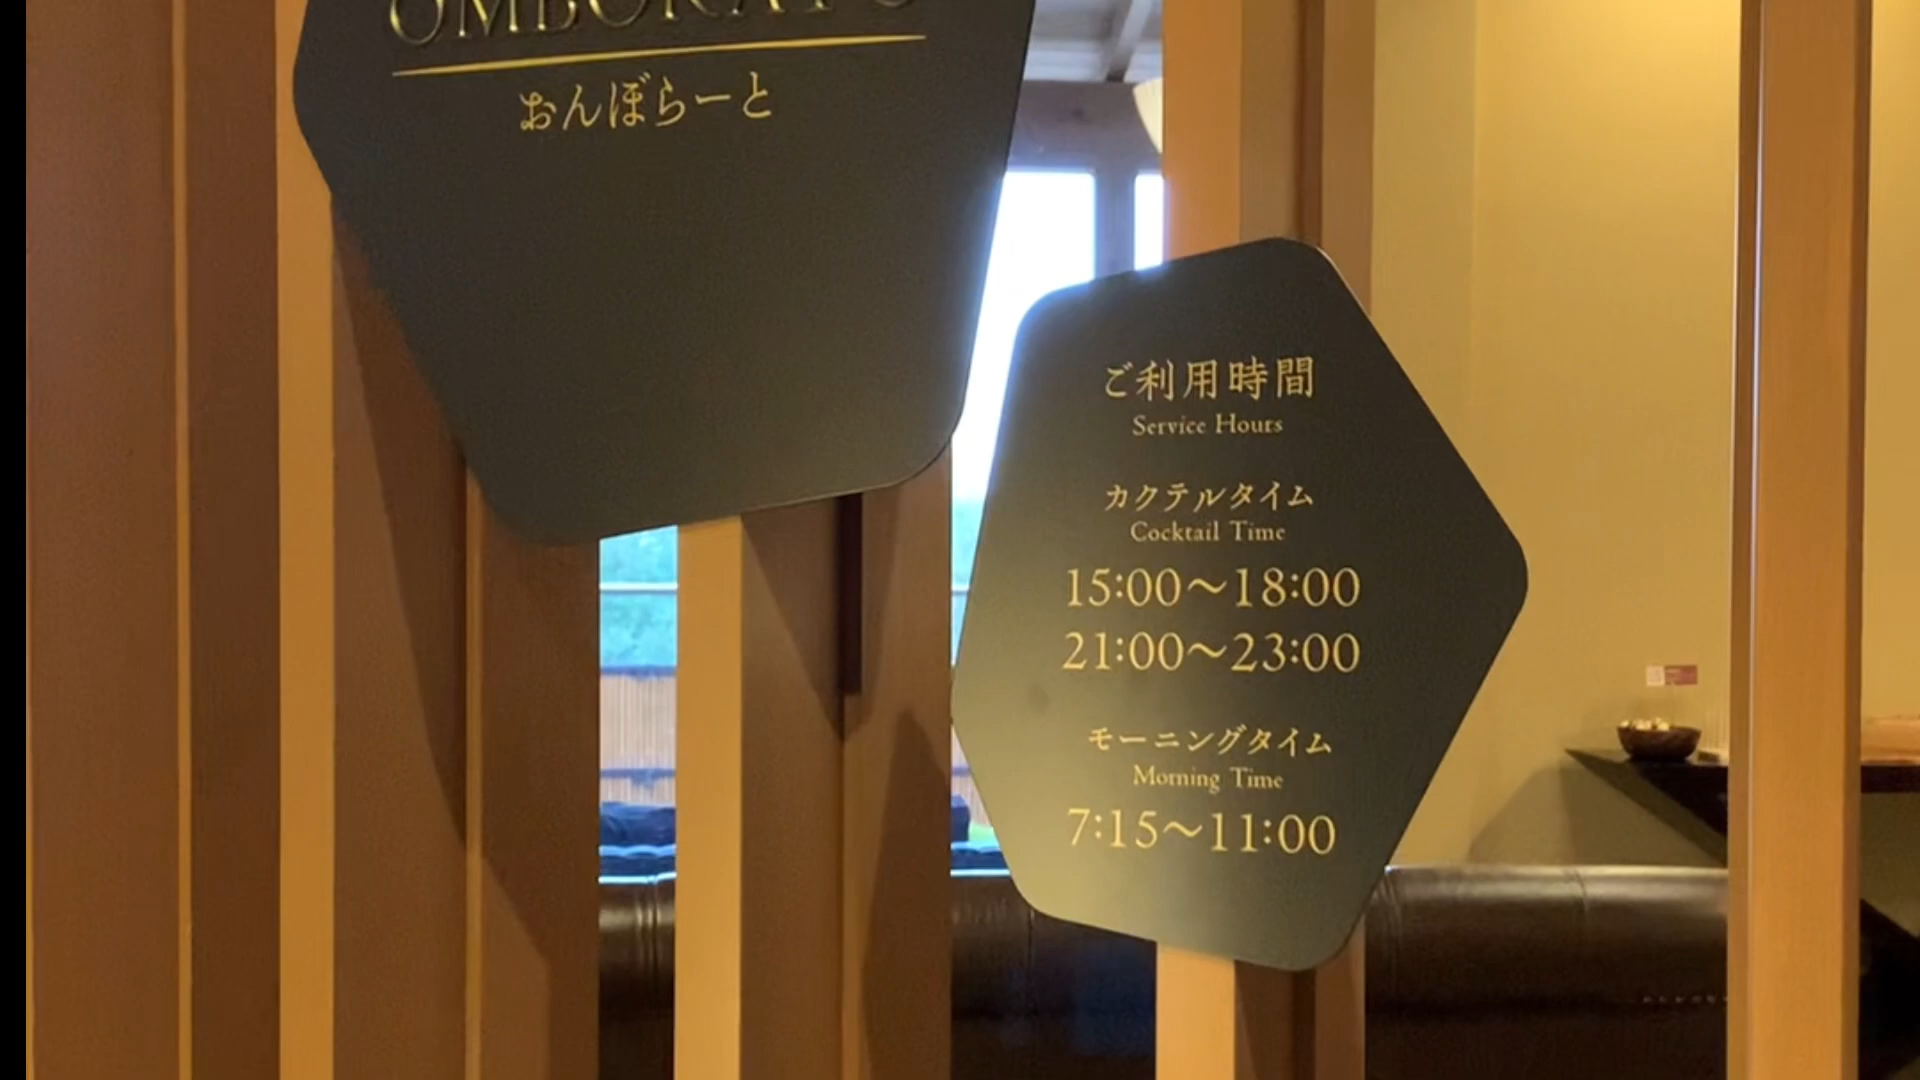 OMBORATO
おんぼらーと
ご利用時間
Service Hours
カクテルタイム
Cocktail Time
15:00〜18:00
21:00〜23:00
モーニングタイム
Morning Time
7:15〜11:00